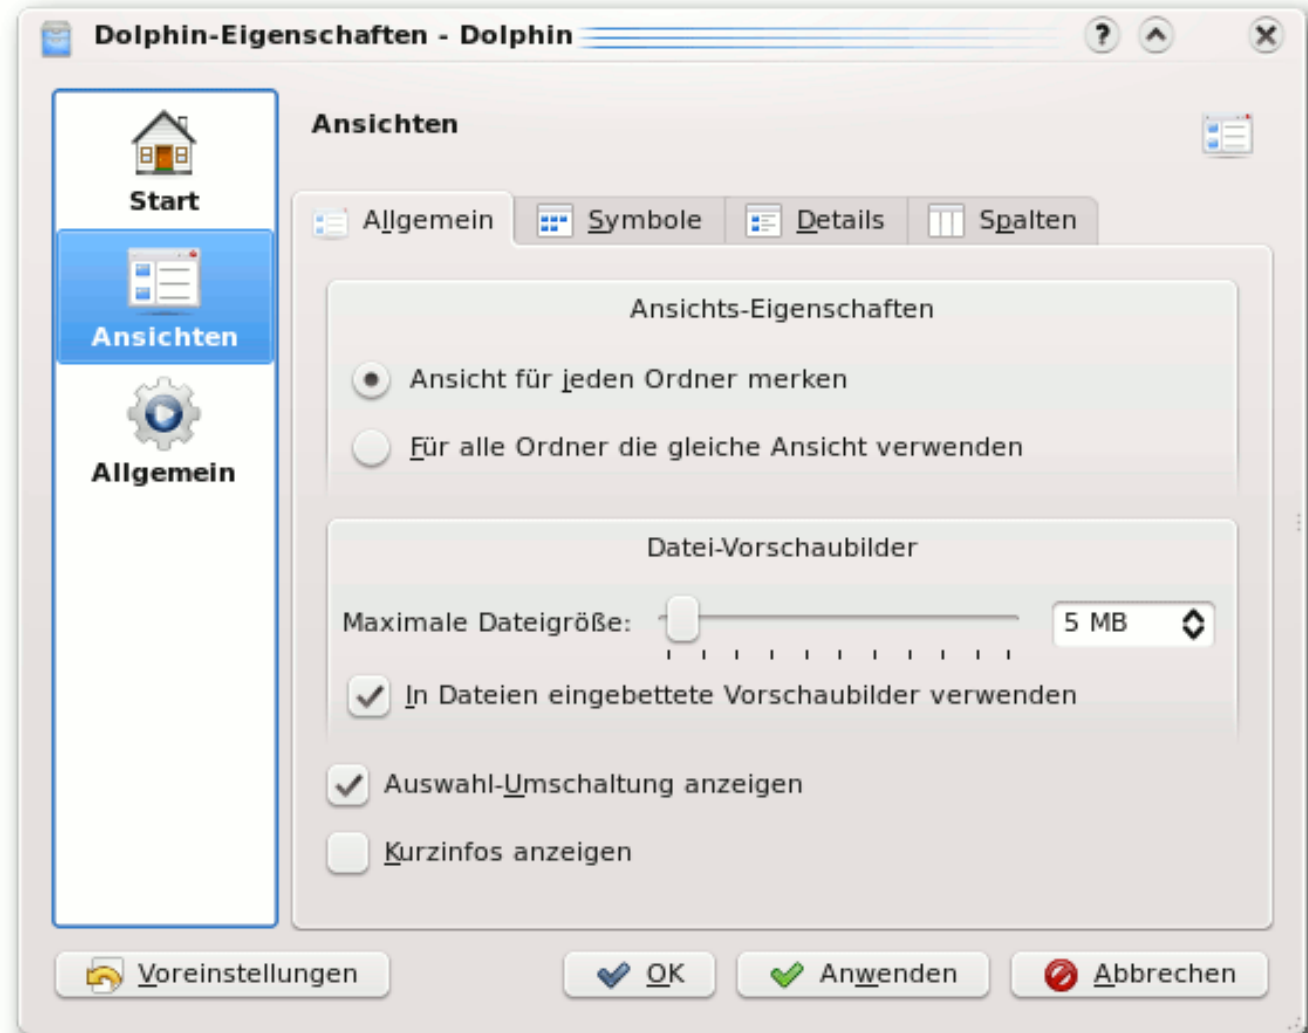 Dolphin-Eigenschaften - Dolphin
Start
Ansichten
Allgemein
Ansichten
Allgemein
Symbole
Details
Spalten
Ansichts-Eigenschaften
Ansicht für jeden Ordner merken
Für alle Ordner die gleiche Ansicht verwenden
Datei-Vorschaubilder
Maximale Dateigröße:
5 MB
In Dateien eingebettete Vorschaubilder verwenden
Auswahl-Umschaltung anzeigen
Kurzinfos anzeigen
Voreinstellungen
OK
Anwenden
Abbrechen